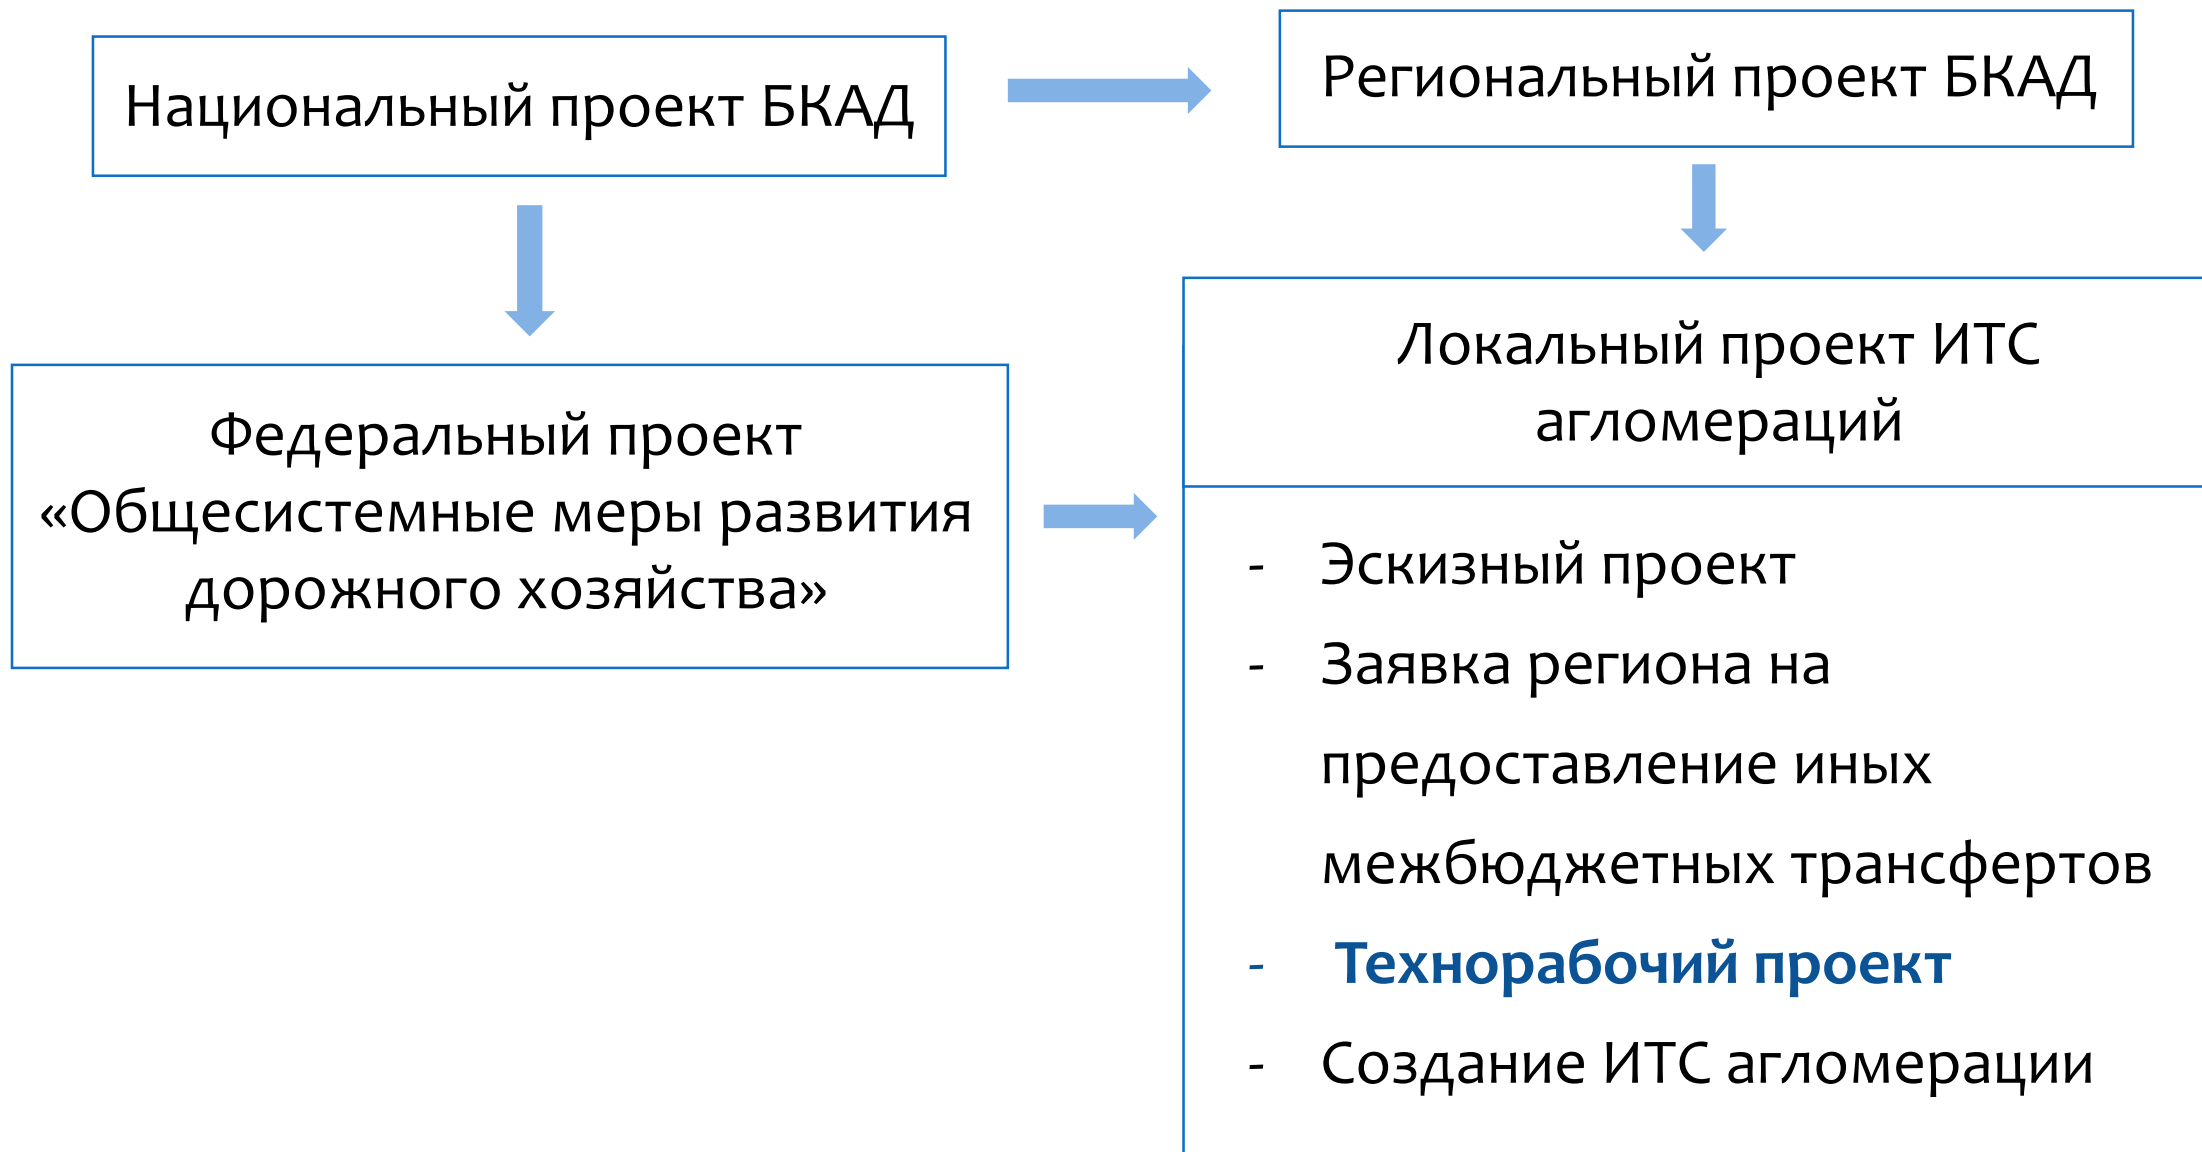 Национальный проект БКАД
Региональный проект БКАД
Федеральный проект
«Общесистемные меры развития
дорожного хозяйства»
Локальный проект ИТС
агломераций
- Эскизный проект
- Заявка региона на
предоставление иных
межбюджетных трансфертов
- Технорабочий проект
- Создание ИТС агломерации